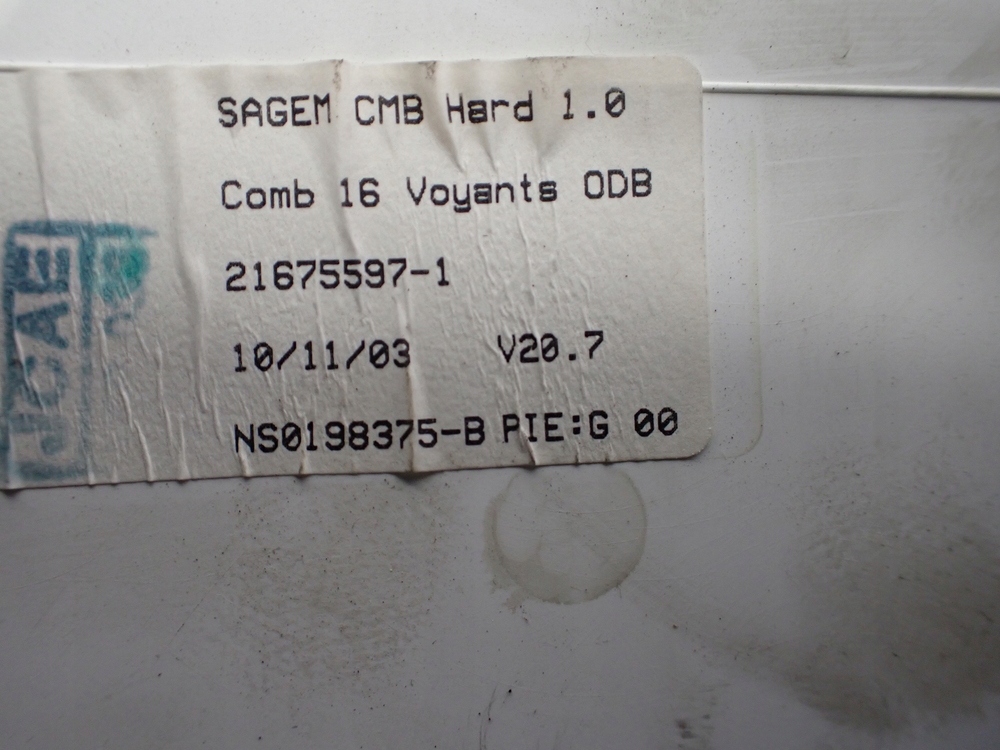 SAGEM CMB Hard 1.0
Comb 16 Voyants ODB
21675597-1
10/11/03 V20.7
NS0198375-B PIE:G 00
JCAE